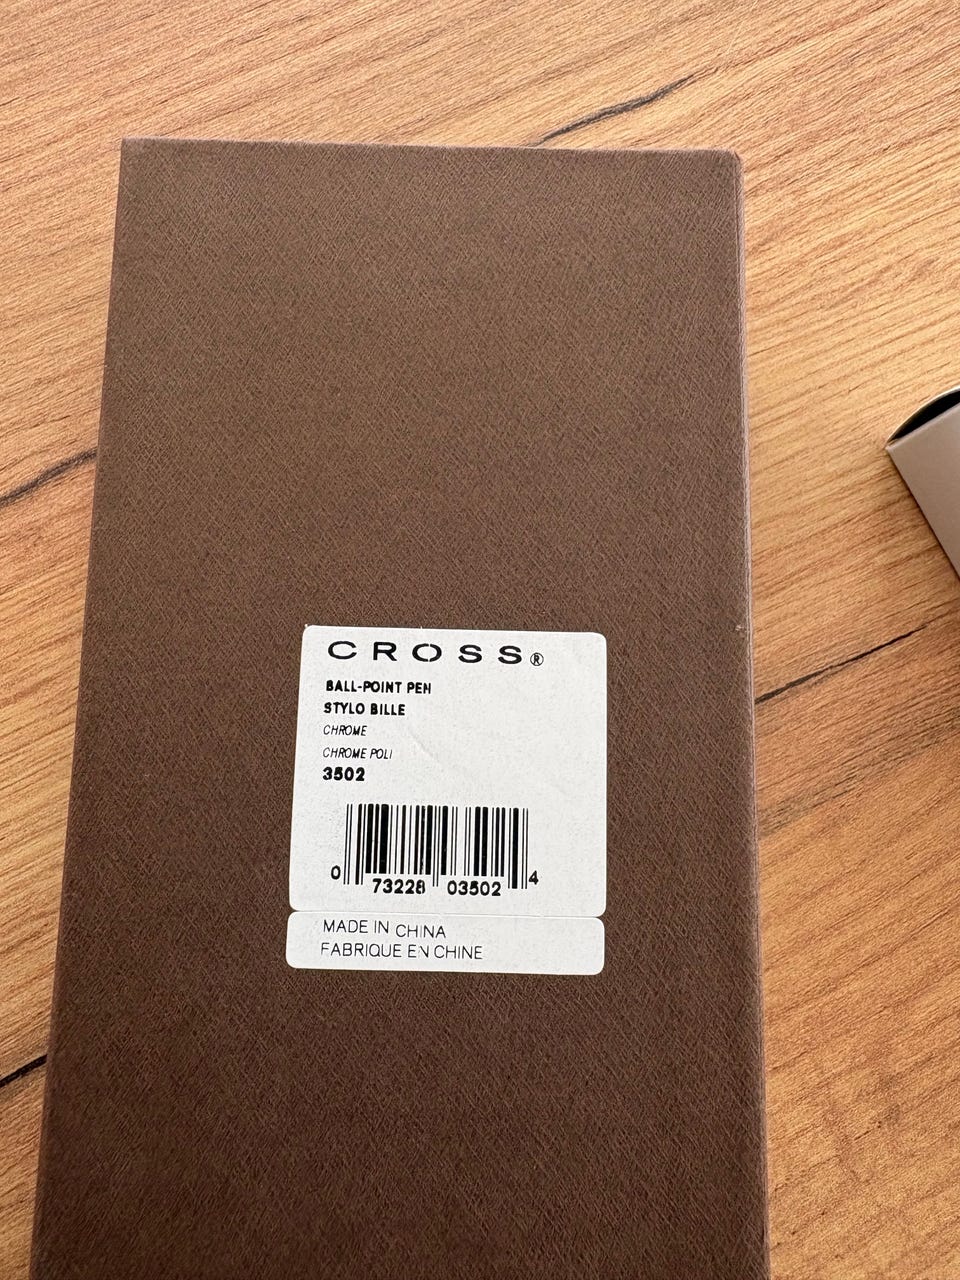 CROSS®
BALL-POINT PEN
STYLO BILLE
CHROME
CHROME POLI
3502
0 73228 03502 4
MADE IN CHINA
FABRIQUE EN CHINE